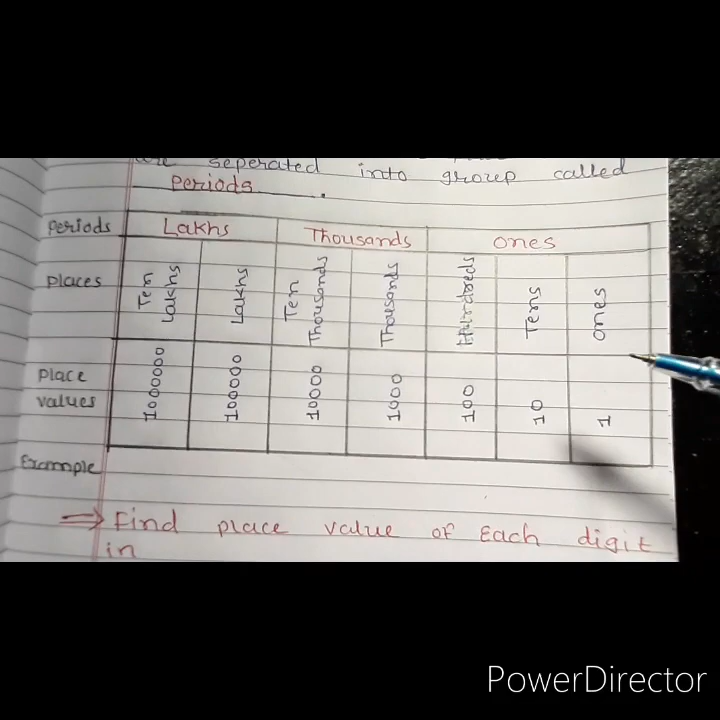 are seperated into group called
Periods .
Periods Lakhs Thousands ones
places Ten Lakhs Lakhs Ten Thousands Thousands Hundreds Tens ones
place values 1000000 100000 10000 1000 100 10 1
Example
⇒ Find place value of Each digit
in
PowerDirector